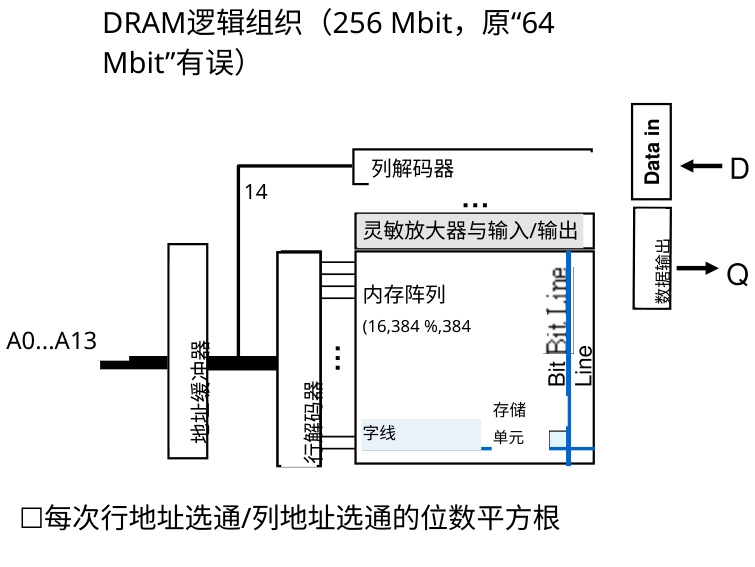 DRAM逻辑组织（256 Mbit，原“64
Mbit”有误）
Data in
D
列解码器
14
…
灵敏放大器与输入/输出
数据输出
Q
内存阵列
(16,384 %,384
Bit Line
Bit
Line
A0...A13
地址缓冲器
行解码器
…
存储
单元
字线
□每次行地址选通/列地址选通的位数平方根